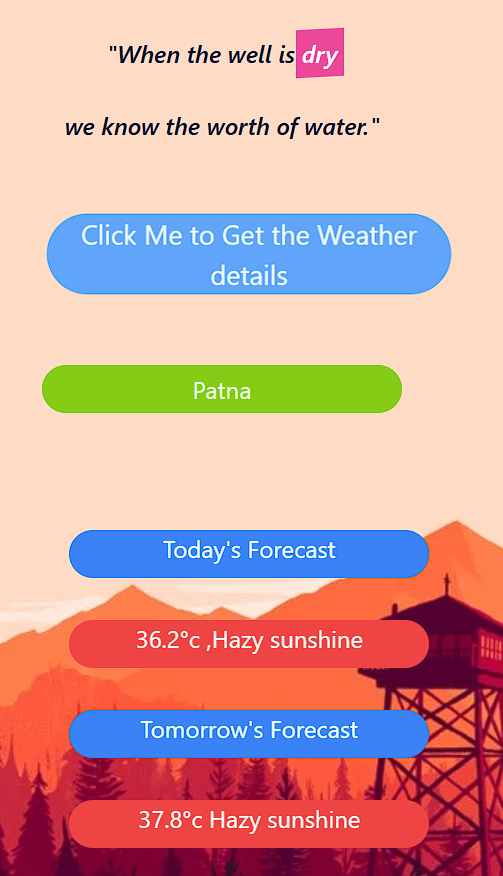 "When the well is dry
we know the worth of water."
Click Me to Get the Weather
details
Patna
Today's Forecast
36.2°c ,Hazy sunshine
Tomorrow's Forecast
37.8°c Hazy sunshine